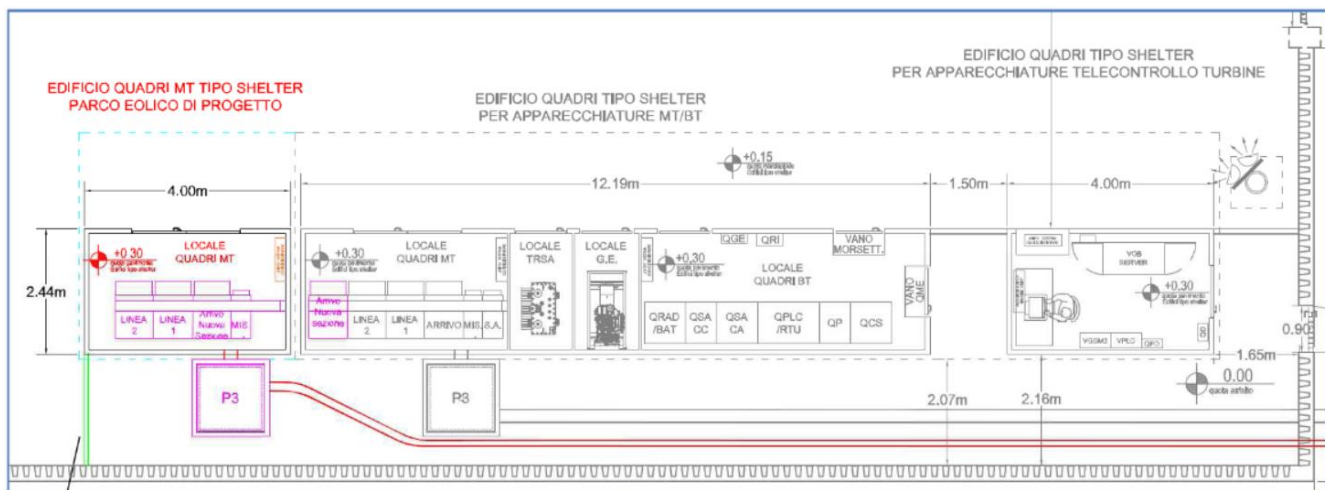 EDIFICIO QUADRI TIPO SHELTER
PER APPARECCHIATURE TELECONTROLLO TURBINE
EDIFICIO QUADRI MT TIPO SHELTER
PARCO EOLICO DI PROGETTO
EDIFICIO QUADRI TIPO SHELTER
PER APPARECCHIATURE MT/BT
+0.15
4.00m
12.19m
1.50m
4.00m
2.44m
+0.30
LOCALE
QUADRI MT
LINEA
2
LINEA
1
Arrivo
Nuova
Sezione
MIS.
+0.30
LOCALE
QUADRI MT
Arrivo
Nuova
sezione
LINEA
2
LINEA
1
ARRIVO
MIS.
S.A.
LOCALE
TRSA
LOCALE
G.E.
QGE
QRI
VANO
MORSETT.
+0.30
LOCALE
QUADRI BT
VANO
QME
QRAD
/BAT
QSA
CC
QSA
CA
QPLC
/RTU
QP
QCS
VOB
SERVER
+0.30
VPLC
QFO
0.90
1.65m
P3
P3
2.07m
2.16m
0.00
quota asfalto